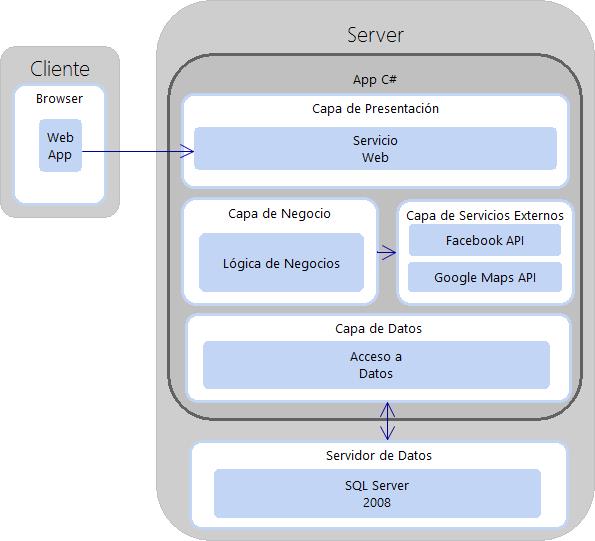 Server
Cliente
App C#
Browser
Web
App
Capa de Presentación
Servicio
Web
Capa de Negocio
Lógica de Negocios
Capa de Servicios Externos
Facebook API
Google Maps API
Capa de Datos
Acceso a
Datos
Servidor de Datos
SQL Server
2008